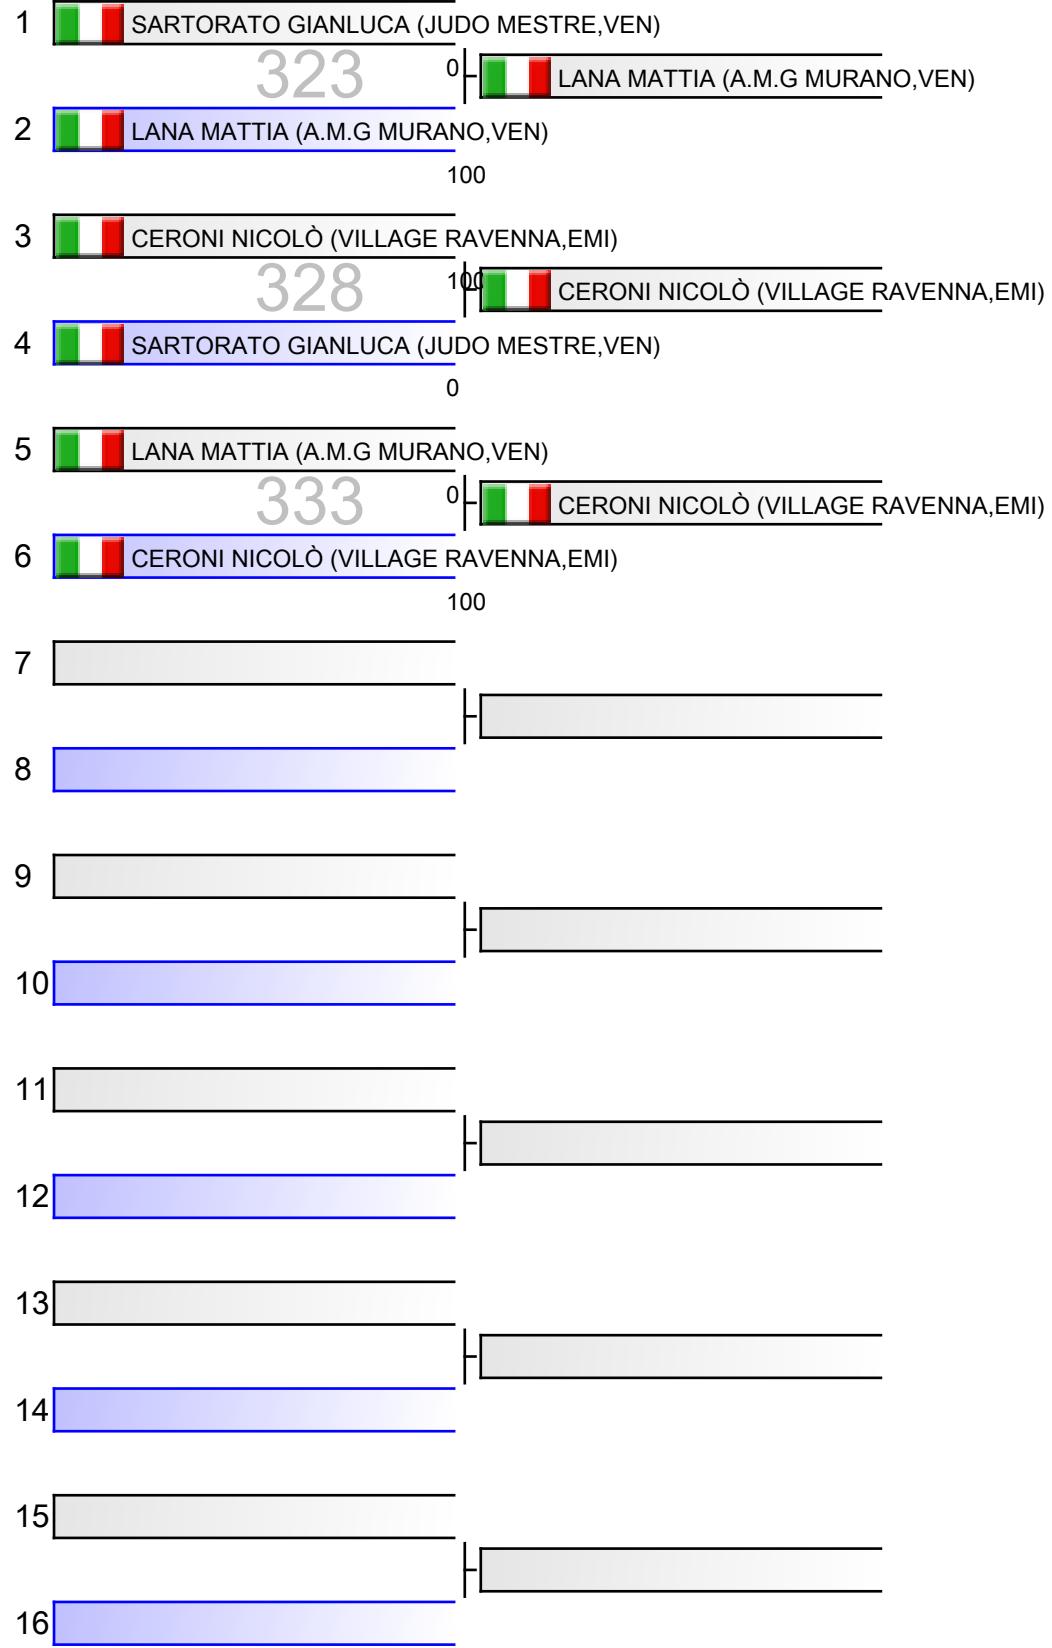 1 SARTORATO GIANLUCA (JUDO MESTRE,VEN)
323 0 LANA MATTIA (A.M.G MURANO,VEN)
2 LANA MATTIA (A.M.G MURANO,VEN)
100
3 CERONI NICOLÒ (VILLAGE RAVENNA,EMI)
328 100 CERONI NICOLÒ (VILLAGE RAVENNA,EMI)
4 SARTORATO GIANLUCA (JUDO MESTRE,VEN)
0
5 LANA MATTIA (A.M.G MURANO,VEN)
333 0 CERONI NICOLÒ (VILLAGE RAVENNA,EMI)
6 CERONI NICOLÒ (VILLAGE RAVENNA,EMI)
100
7
8
9
10
11
12
13
14
15
16